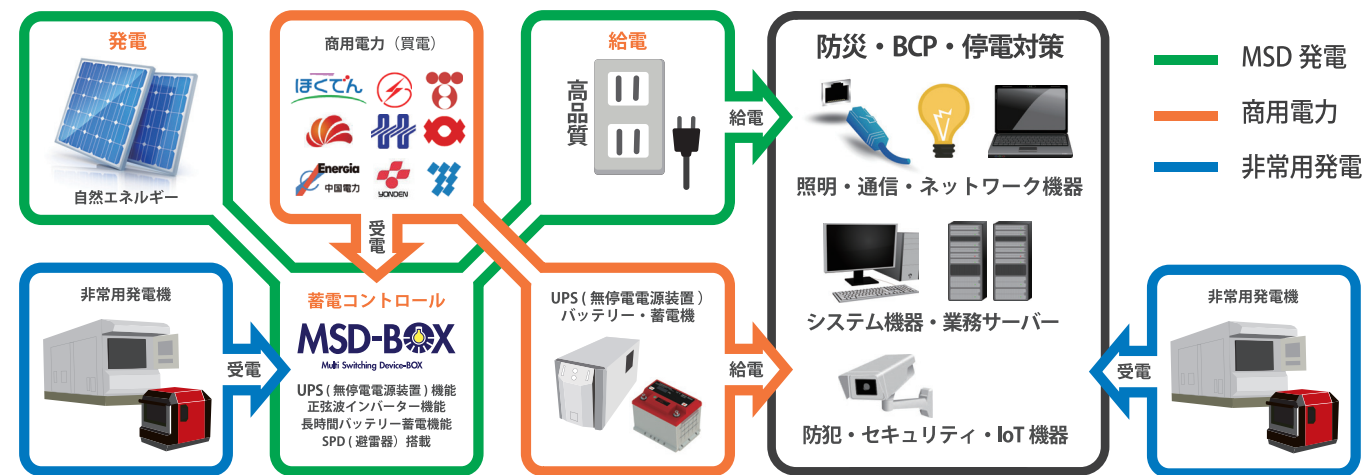 発電
自然エネルギー
商用電力（買電）
ほくでん
Energia
中国電力
YONDEN
受電
給電
高品質
給電
防災・BCP・停電対策
照明・通信・ネットワーク機器
システム機器・業務サーバー
防犯・セキュリティ・IoT 機器
MSD 発電
商用電力
非常用発電
非常用発電機
受電
蓄電コントロール
MSD-BOX
Multi Switching Device-BOX
UPS ( 無停電電源装置 ) 機能
正弦波インバーター機能
長時間バッテリー蓄電機能
SPD ( 避雷器）搭載
UPS ( 無停電電源装置 )
バッテリー・蓄電機
給電
非常用発電機
受電